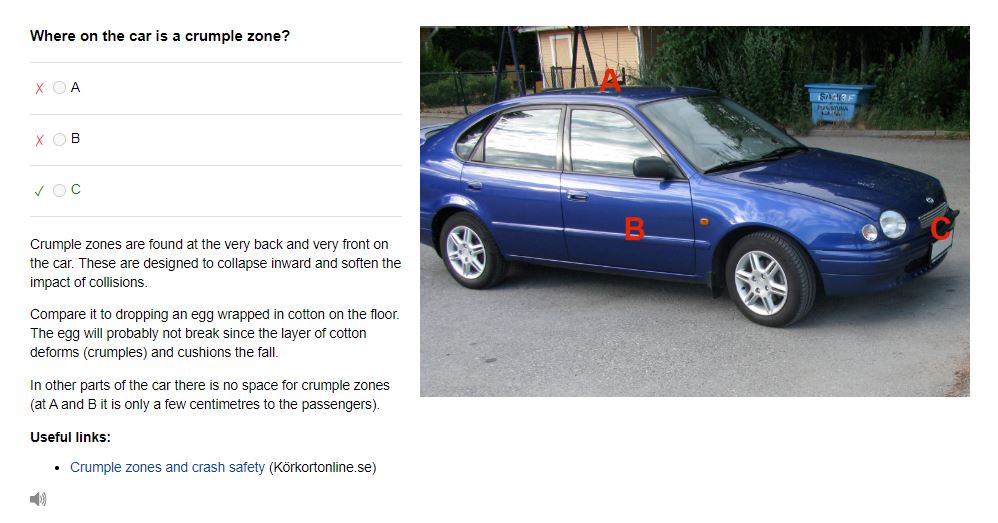 Where on the car is a crumple zone?
A
B
C
Crumple zones are found at the very back and very front on
the car. These are designed to collapse inward and soften the
impact of collisions.
Compare it to dropping an egg wrapped in cotton on the floor.
The egg will probably not break since the layer of cotton
deforms (crumples) and cushions the fall.
In other parts of the car there is no space for crumple zones
(at A and B it is only a few centimetres to the passengers).
Useful links:
• Crumple zones and crash safety (Körkortonline.se)
A
B
C